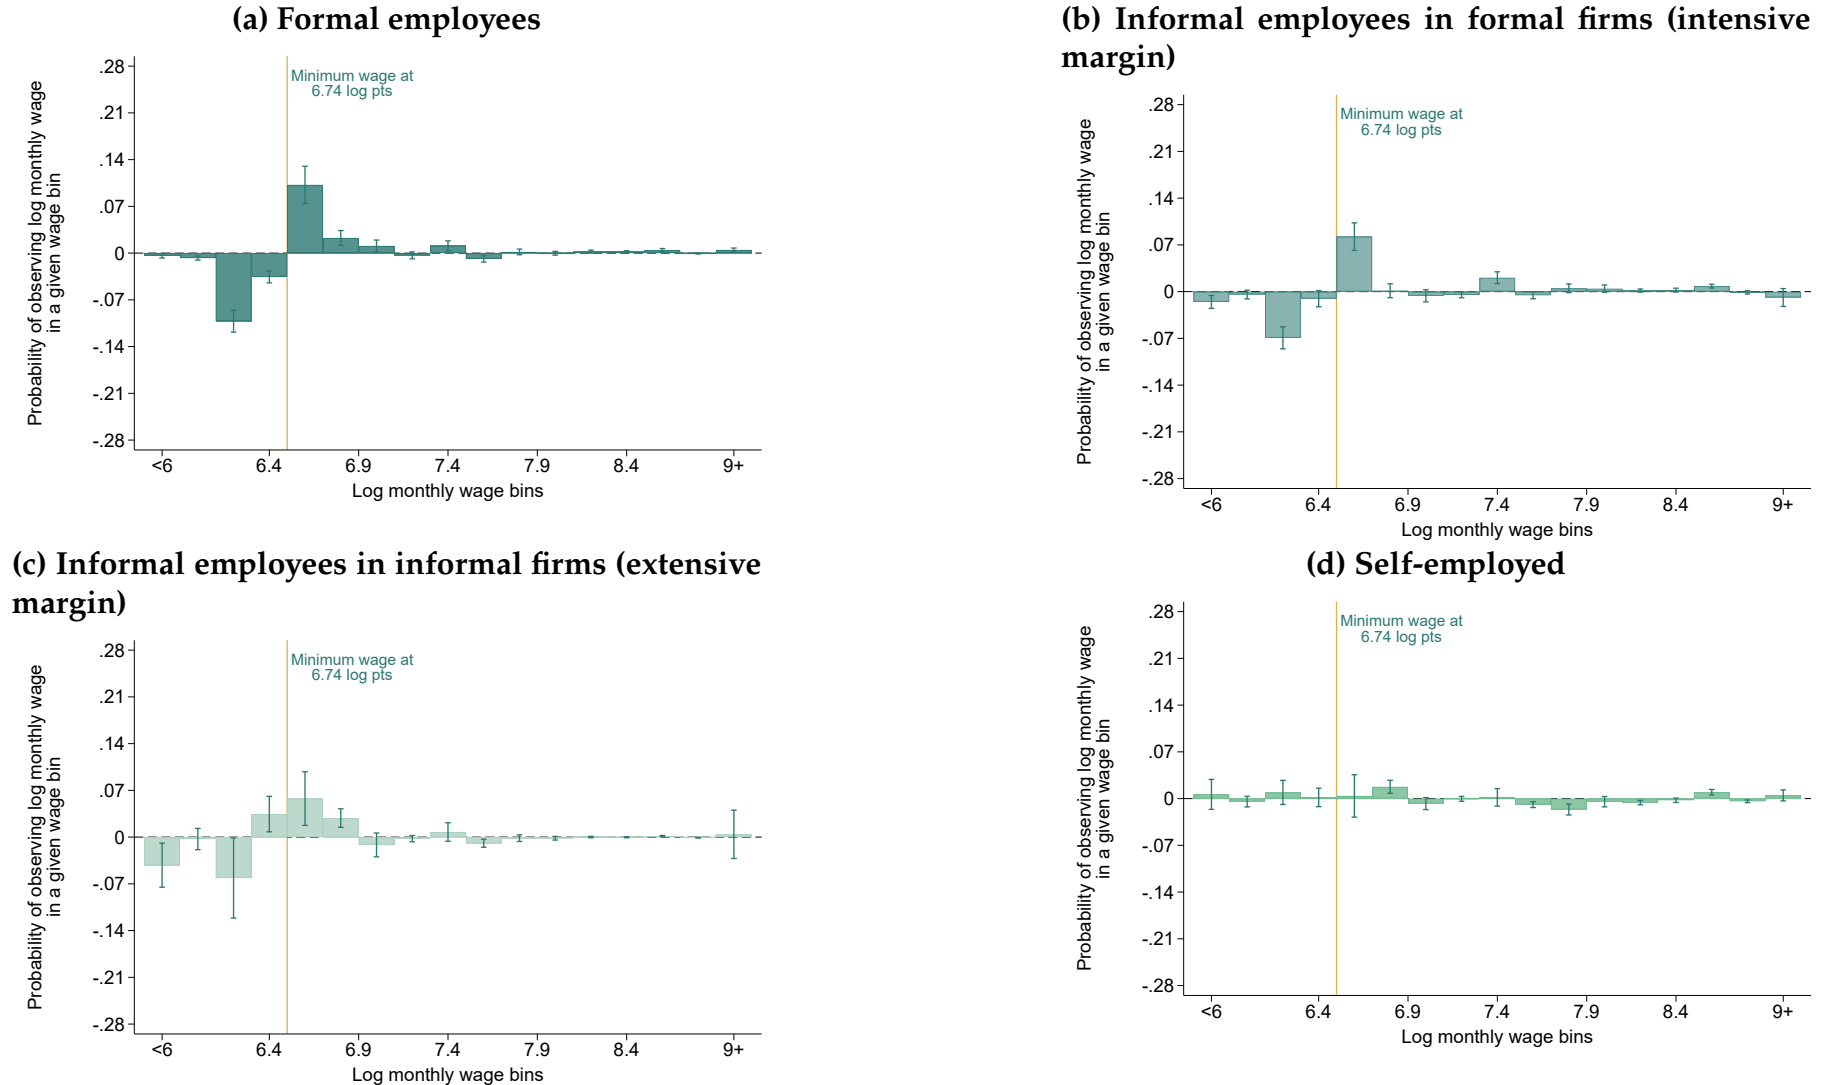 (a) Formal employees
.28
.21
.14
.07
0
-.07
-.14
-.21
-.28
Probability of observing log monthly wage
in a given wage bin
Minimum wage at
6.74 log pts
<6
6.4
6.9
7.4
7.9
8.4
9+
Log monthly wage bins
(b) Informal employees in formal firms (intensive
margin)
.28
.21
.14
.07
0
-.07
-.14
-.21
-.28
Probability of observing log monthly wage
in a given wage bin
Minimum wage at
6.74 log pts
<6
6.4
6.9
7.4
7.9
8.4
9+
Log monthly wage bins
(c) Informal employees in informal firms (extensive
margin)
.28
.21
.14
.07
0
-.07
-.14
-.21
-.28
Probability of observing log monthly wage
in a given wage bin
Minimum wage at
6.74 log pts
<6
6.4
6.9
7.4
7.9
8.4
9+
Log monthly wage bins
(d) Self-employed
.28
.21
.14
.07
0
-.07
-.14
-.21
-.28
Probability of observing log monthly wage
in a given wage bin
Minimum wage at
6.74 log pts
<6
6.4
6.9
7.4
7.9
8.4
9+
Log monthly wage bins